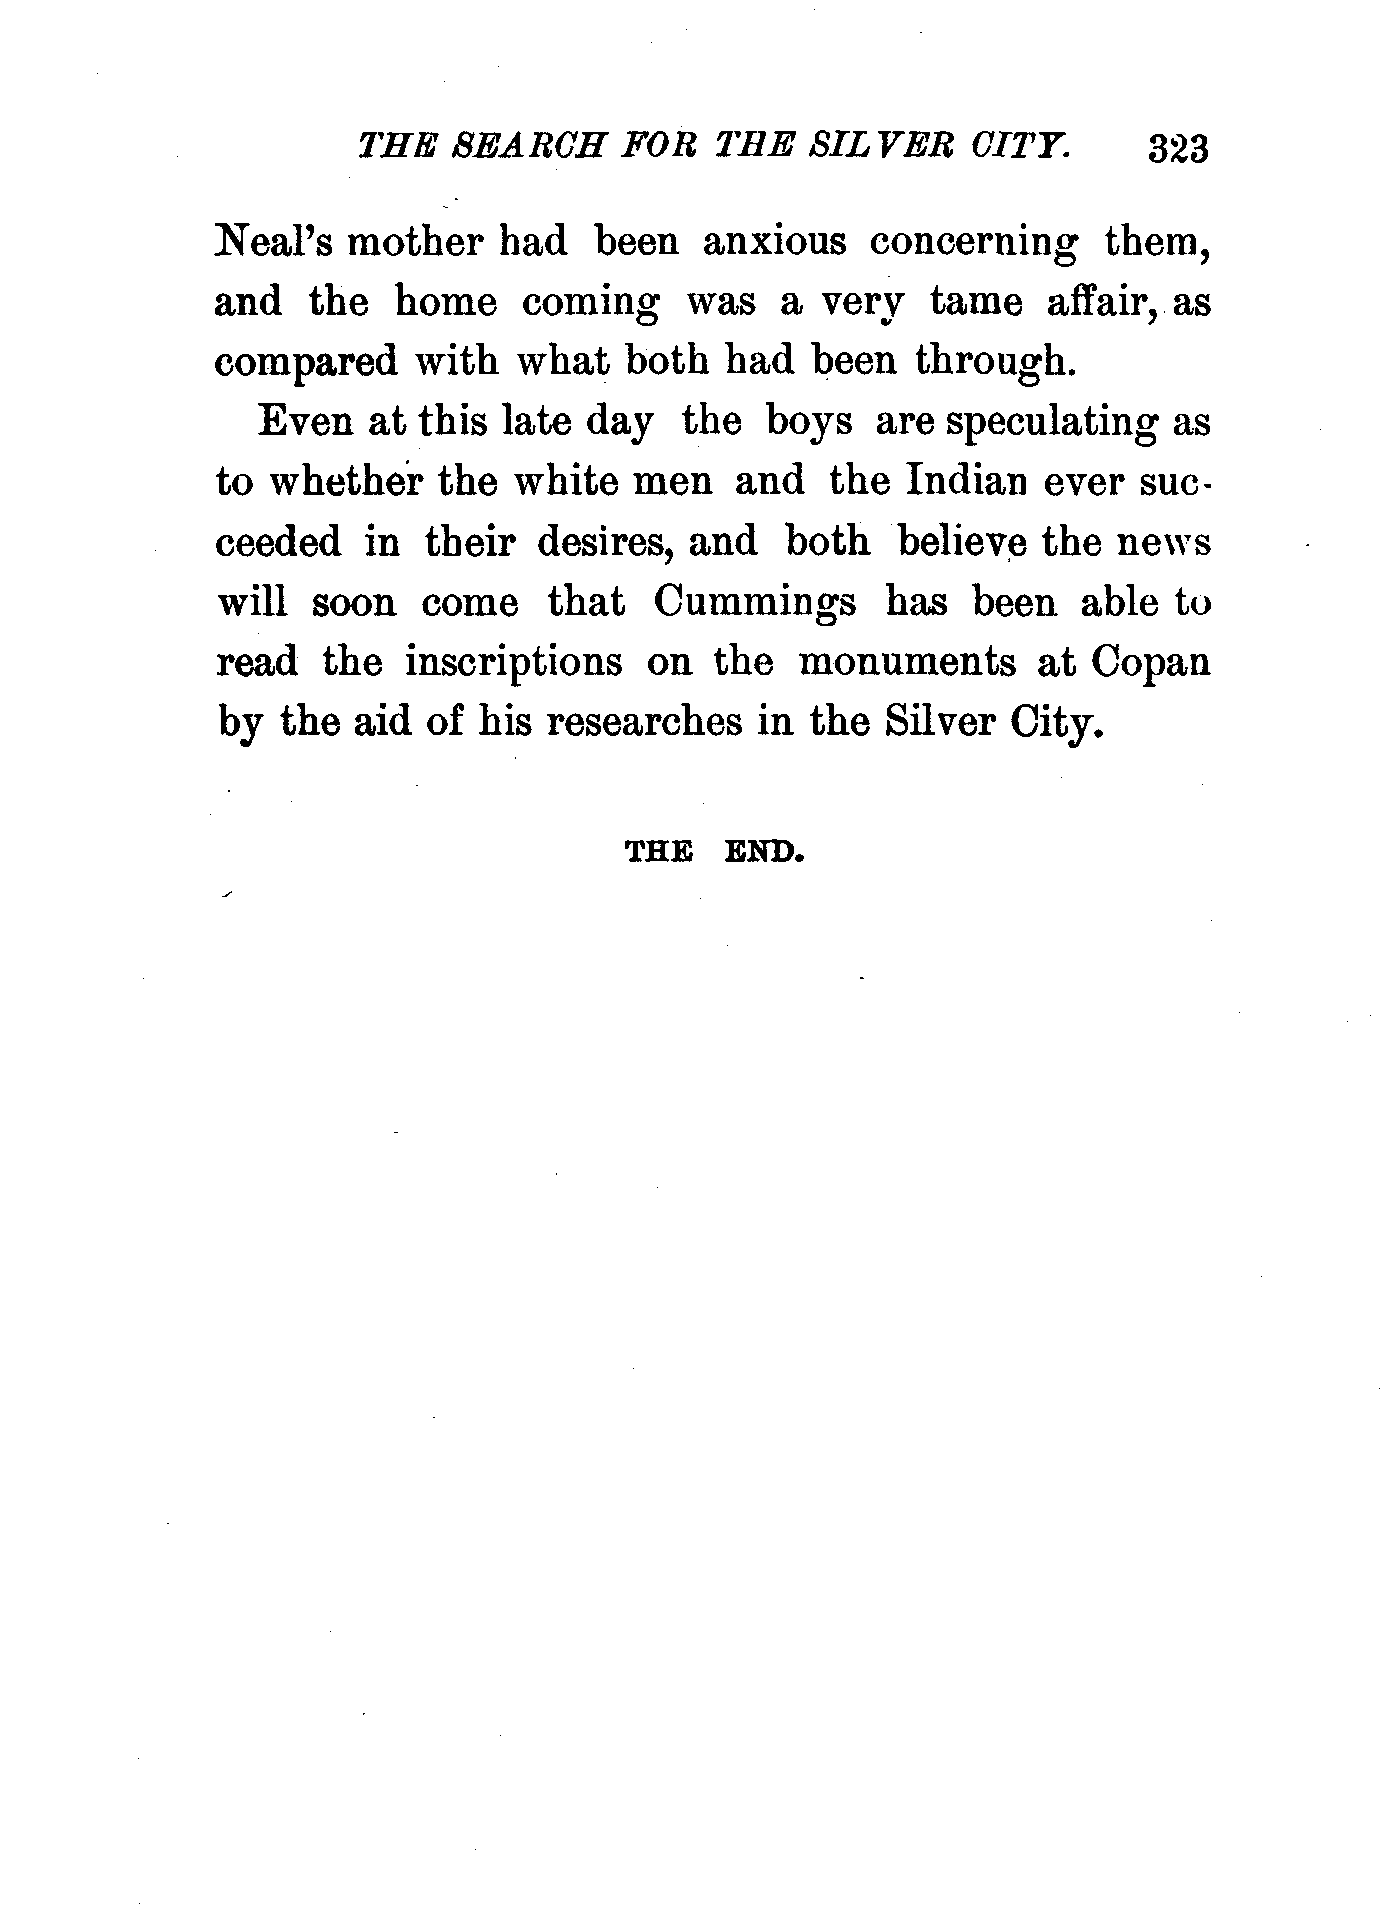 THE SEARCH FOR THE SILVER CITY. 323
Neal's mother had been anxious concerning them,
and the home coming was a very tame affair, as
compared with what both had been through.
Even at this late day the boys are speculating as
to whether the white men and the Indian ever suc-
ceeded in their desires, and both believe the news
will soon come that Cummings has been able to
read the inscriptions on the monuments at Copan
by the aid of his researches in the Silver City.
THE END.